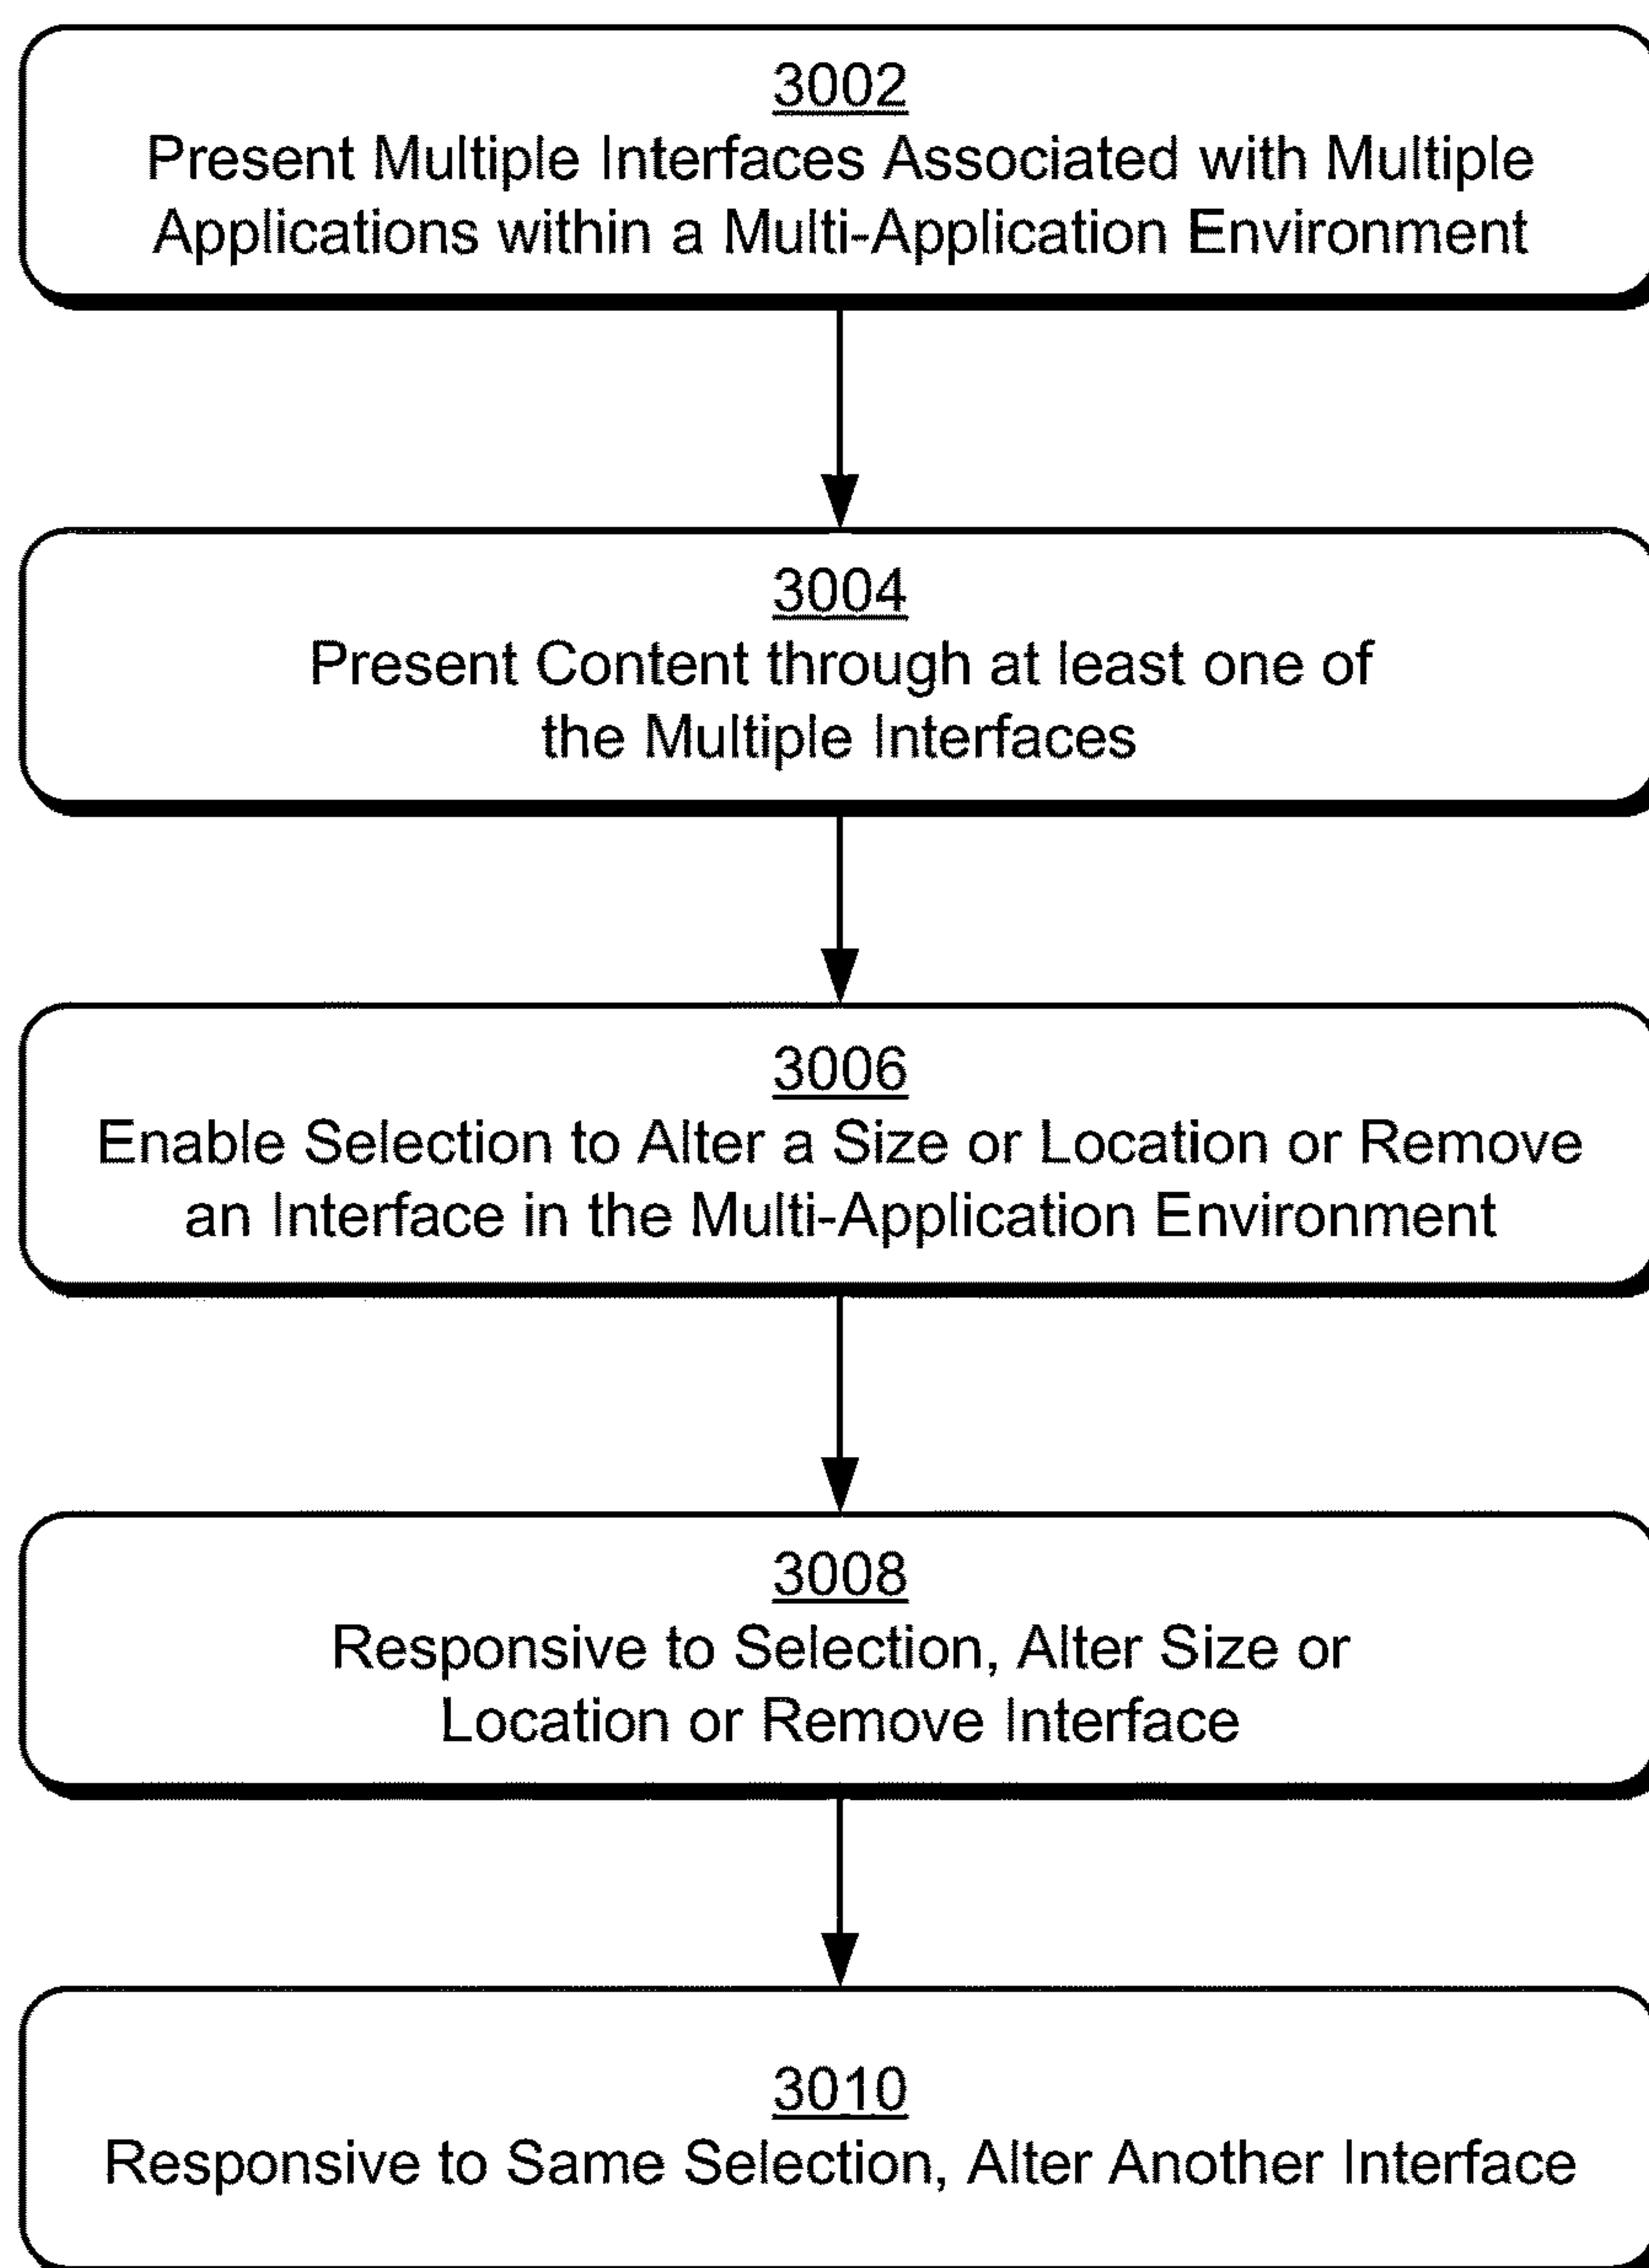 3002
Present Multiple Interfaces Associated with Multiple
Applications within a Multi-Application Environment
3004
Present Content through at least one of
the Multiple Interfaces
3006
Enable Selection to Alter a Size or Location or Remove
an Interface in the Multi-Application Environment
3008
Responsive to Selection, Alter Size or
Location or Remove Interface
3010
Responsive to Same Selection, Alter Another Interface